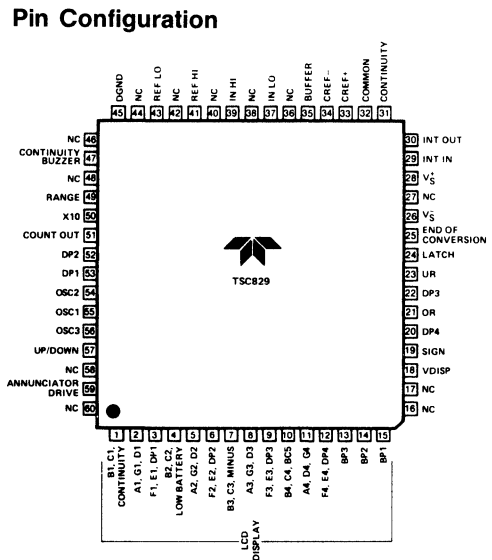 Pin Configuration
DGND
NC
REF LO
NC
REF HI
NC
IN HI
NC
IN LO
NC
BUFFER
CREF−
CREF+
COMMON
CONTINUITY
45 44 43 42 41 40 39 38 37 36 35 34 33 32 31
NC 46
CONTINUITY
BUZZER 47
NC 48
RANGE 49
X10 50
COUNT OUT 51
DP2 52
DP1 53
OSC2 54
OSC1 55
OSC3 56
UP/DOWN 57
NC 58
ANNUNCIATOR
DRIVE 59
NC 60
TSC829
30 INT OUT
29 INT IN
28 V+S
27 NC
26 V−S
25 END OF
CONVERSION
24 LATCH
23 UR
22 DP3
21 OR
20 DP4
19 SIGN
18 VDISP
17 NC
16 NC
1 2 3 4 5 6 7 8 9 10 11 12 13 14 15
B1, C1,
CONTINUITY
A1, G1, D1
F1, E1, DP1
B2, C2,
LOW BATTERY
A2, G2, D2
F2, E2, DP2
B3, C3, MINUS
A3, G3, D3
F3, E3, DP3
B4, C4, BC5
A4, D4, G4
F4, E4, DP4
BP3
BP2
BP1
LCD
DISPLAY